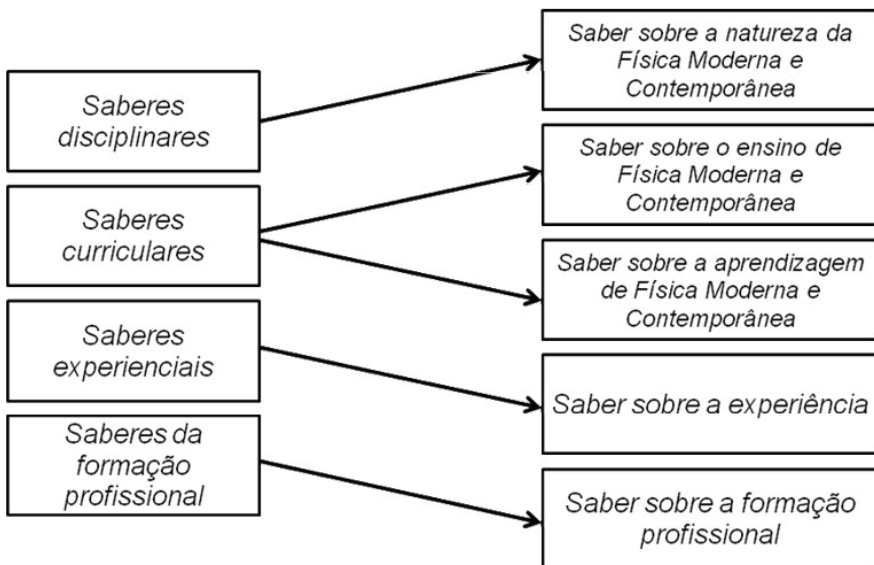 Saberes
disciplinares
Saberes
curriculares
Saberes
experienciais
Saberes da
formação
profissional
Saber sobre a natureza da
Física Moderna e
Contemporânea
Saber sobre o ensino de
Física Moderna e
Contemporânea
Saber sobre a aprendizagem
de Física Moderna e
Contemporânea
Saber sobre a experiência
Saber sobre a formação
profissional